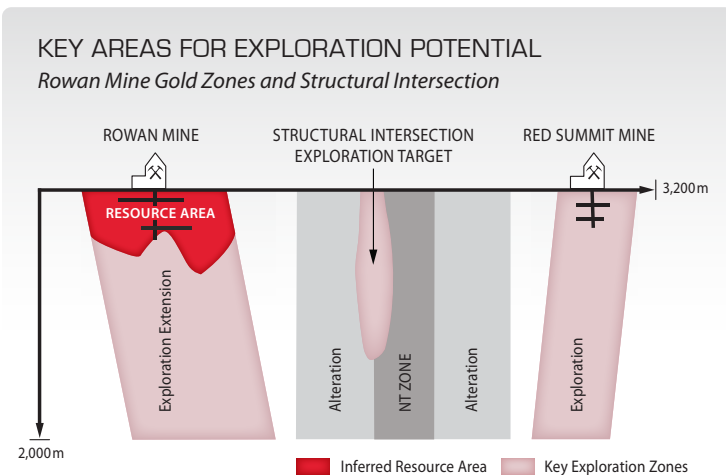 KEY AREAS FOR EXPLORATION POTENTIAL
Rowan Mine Gold Zones and Structural Intersection
ROWAN MINE
STRUCTURAL INTERSECTION
EXPLORATION TARGET
RED SUMMIT MINE
3,200 m
RESOURCE AREA
Exploration Extension
Alteration
NT ZONE
Alteration
Exploration
2,000 m
Inferred Resource Area
Key Exploration Zones